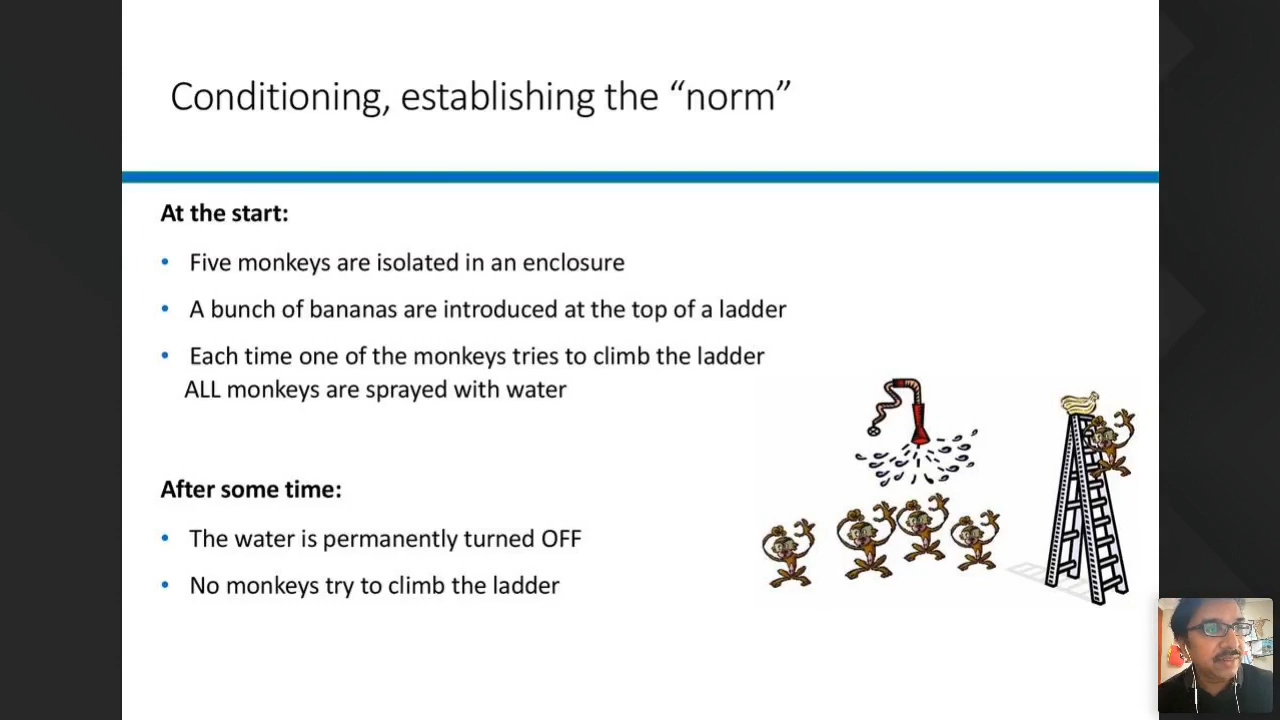 Conditioning, establishing the “norm”
At the start:
• Five monkeys are isolated in an enclosure
• A bunch of bananas are introduced at the top of a ladder
• Each time one of the monkeys tries to climb the ladder
ALL monkeys are sprayed with water
After some time:
• The water is permanently turned OFF
• No monkeys try to climb the ladder